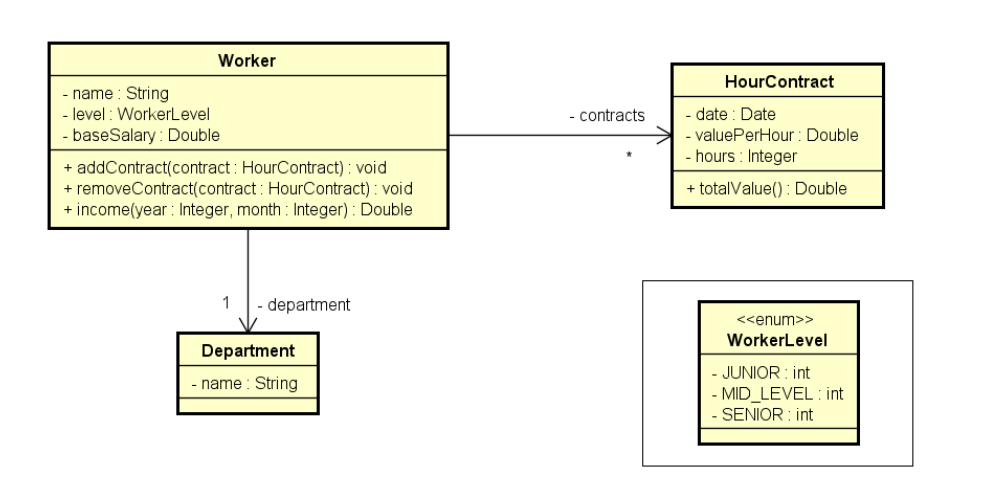 Worker
- name : String
- level : WorkerLevel
- baseSalary : Double
+ addContract(contract : HourContract) : void
+ removeContract(contract : HourContract) : void
+ income(year : Integer, month : Integer) : Double
- contracts
*
HourContract
- date : Date
- valuePerHour : Double
- hours : Integer
+ totalValue() : Double
1
- department
Department
- name : String
<<enum>>
WorkerLevel
- JUNIOR : int
- MID_LEVEL : int
- SENIOR : int